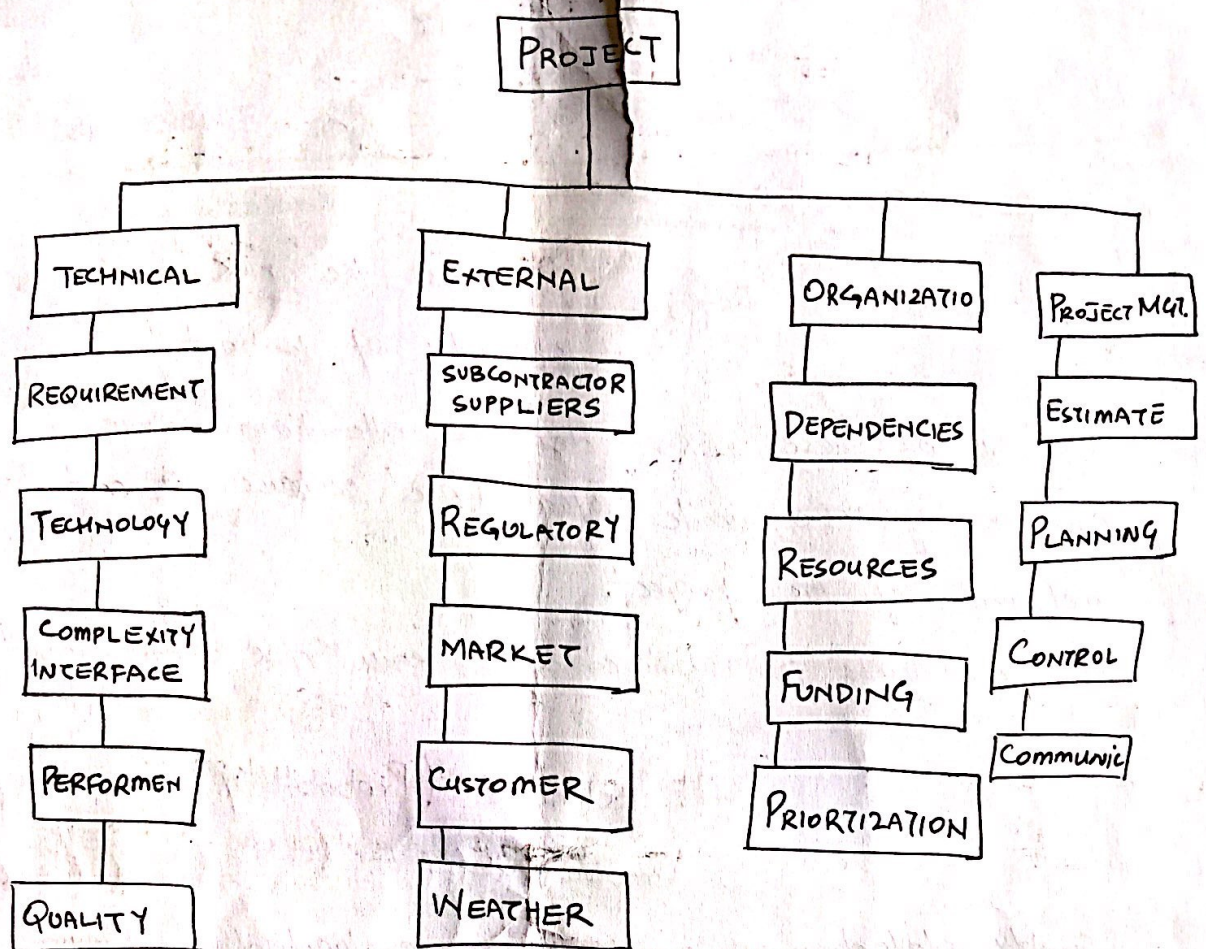 PROJECT
TECHNICAL
REQUIREMENT
TECHNOLOGY
COMPLEXITY
INTERFACE
PERFORMEN
QUALITY
EXTERNAL
SUBCONTRACTOR
SUPPLIERS
REGULATORY
MARKET
CUSTOMER
WEATHER
ORGANIZATIO
DEPENDENCIES
RESOURCES
FUNDING
PRIORTIZATION
PROJECT MGT.
ESTIMATE
PLANNING
CONTROL
Communic